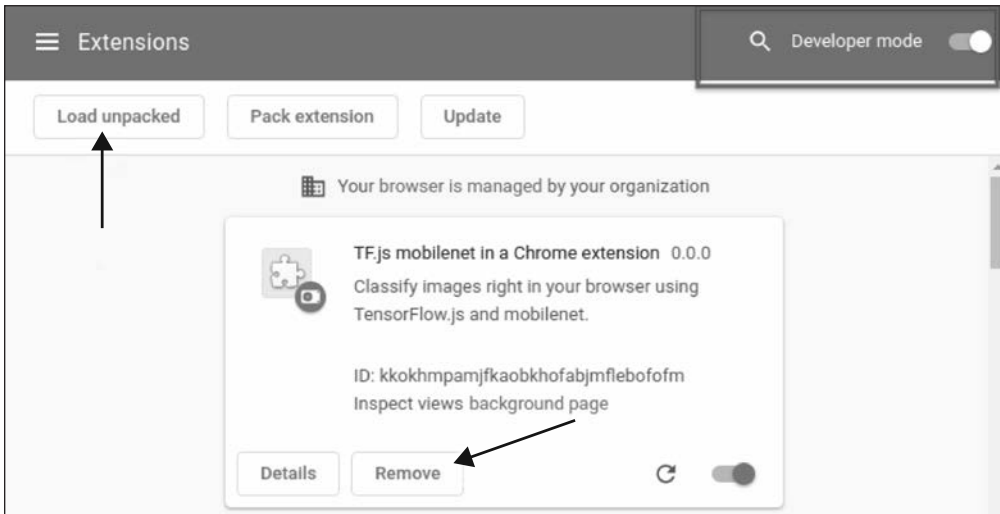 Extensions
Developer mode
Load unpacked
Pack extension
Update
Your browser is managed by your organization
TF.js mobilenet in a Chrome extension 0.0.0
Classify images right in your browser using
TensorFlow.js and mobilenet.
ID: kkokhmpamjfkaobkhofabjmflebofofm
Inspect views background page
Details
Remove